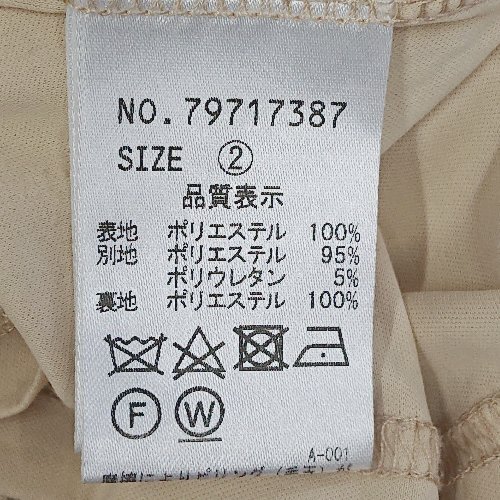 NO.79717387
SIZE ②
品質表示
表地 ポリエステル 100%
別地 ポリエステル 95%
ポリウレタン 5%
裏地 ポリエステル 100%
F W
A-001